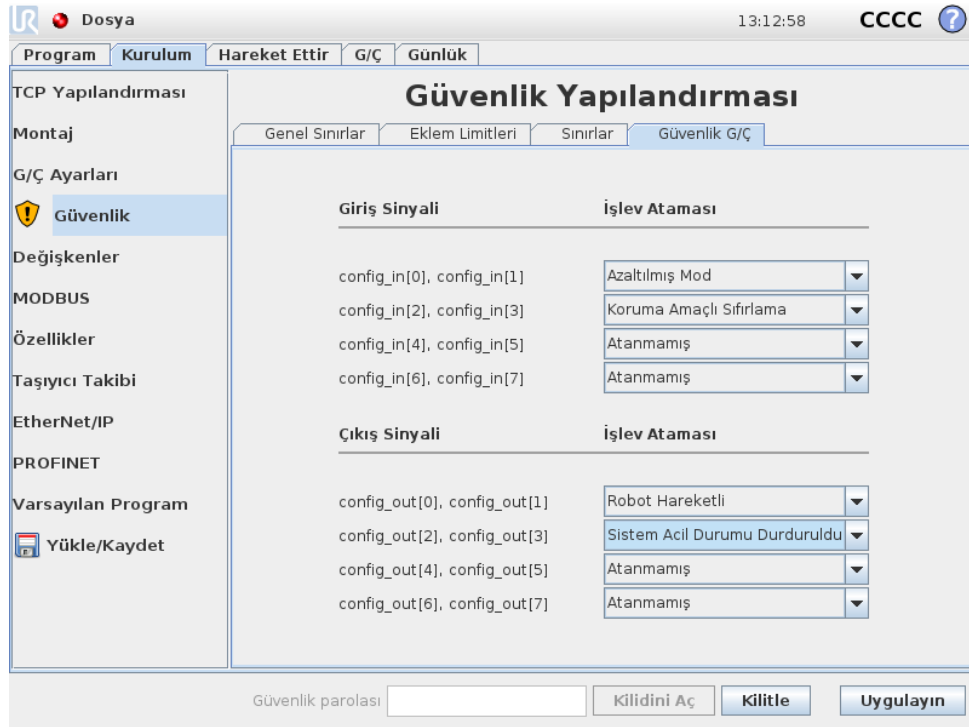 UR Dosya 13:12:58 CCCC ?
Program Kurulum Hareket Ettir G/Ç Günlük
TCP Yapılandırması
Montaj
G/Ç Ayarları
Güvenlik
Değişkenler
MODBUS
Özellikler
Taşıyıcı Takibi
EtherNet/IP
PROFINET
Varsayılan Program
Yükle/Kaydet
Güvenlik Yapılandırması
Genel Sınırlar Eklem Limitleri Sınırlar Güvenlik G/Ç
Giriş Sinyali İşlev Ataması
config_in[0], config_in[1] Azaltılmış Mod
config_in[2], config_in[3] Koruma Amaçlı Sıfırlama
config_in[4], config_in[5] Atanmamış
config_in[6], config_in[7] Atanmamış
Çıkış Sinyali İşlev Ataması
config_out[0], config_out[1] Robot Hareketli
config_out[2], config_out[3] Sistem Acil Durumu Durduruldu
config_out[4], config_out[5] Atanmamış
config_out[6], config_out[7] Atanmamış
Güvenlik parolası Kilidini Aç Kilitle Uygulayın